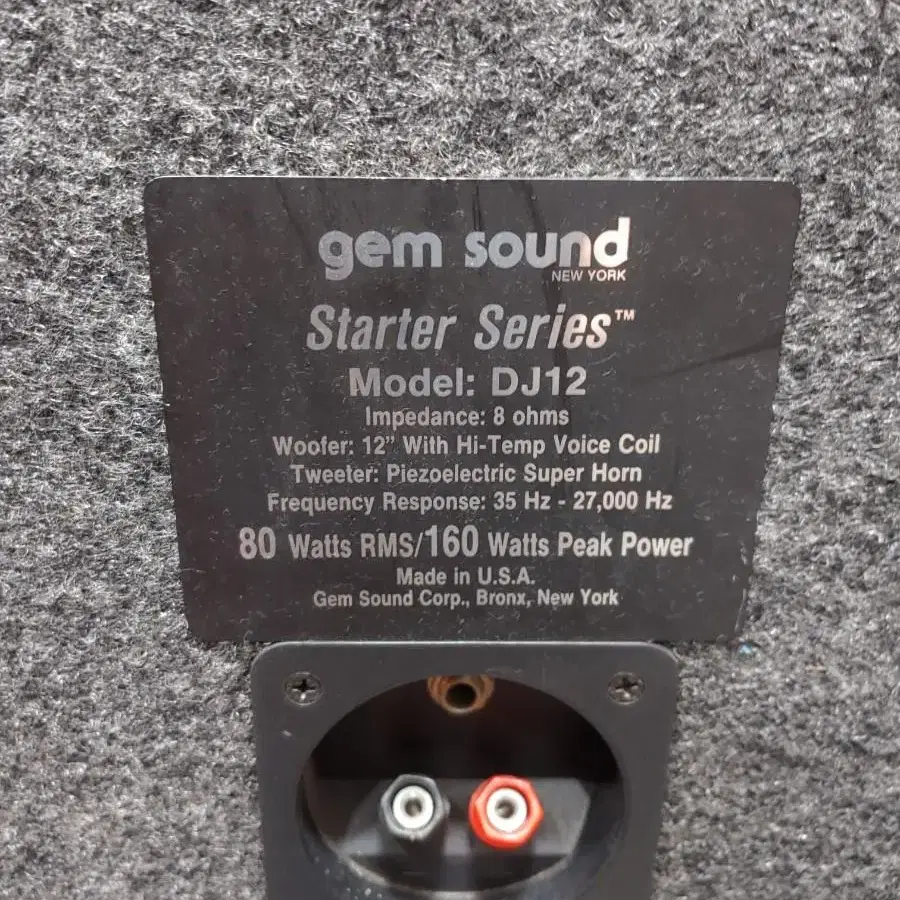 gem sound
NEW YORK
Starter Series™
Model: DJ12
Impedance: 8 ohms
Woofer: 12" With Hi-Temp Voice Coil
Tweeter: Piezoelectric Super Horn
Frequency Response: 35 Hz - 27,000 Hz
80 Watts RMS/160 Watts Peak Power
Made in U.S.A.
Gem Sound Corp., Bronx, New York